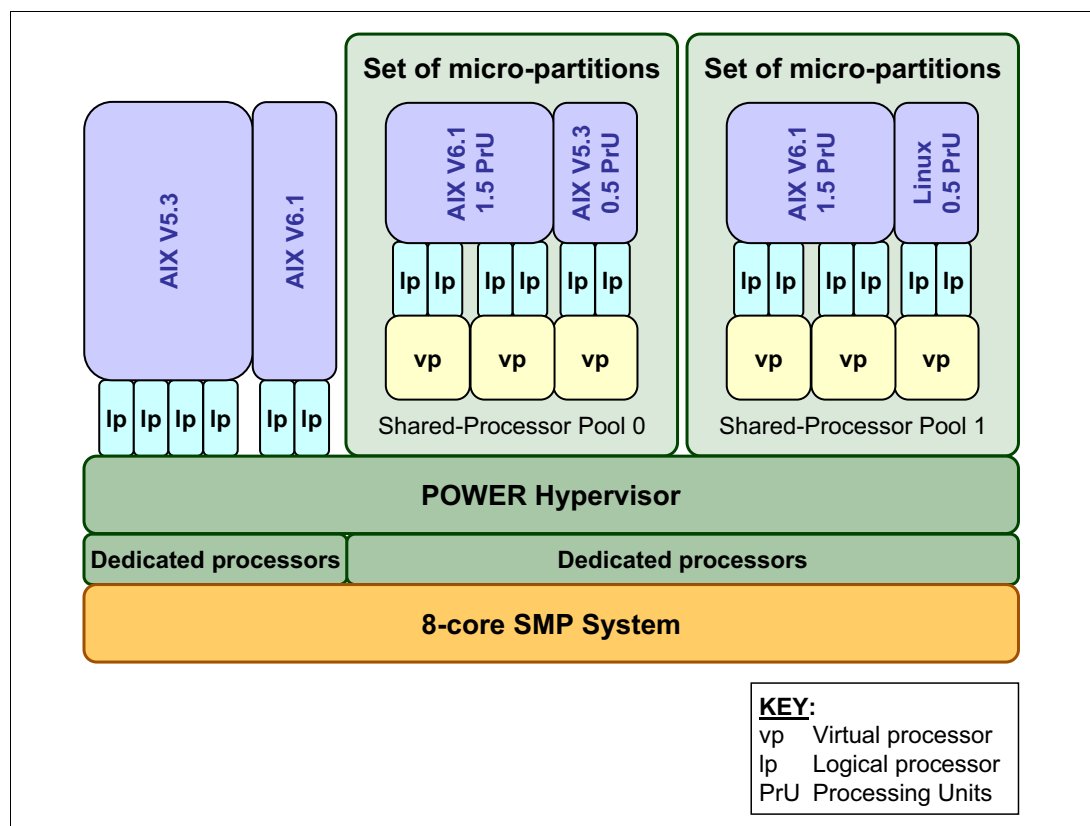 Set of micro-partitions
Set of micro-partitions
AIX V5.3
AIX V6.1
AIX V6.1
1.5 PrU
AIX V5.3
0.5 PrU
AIX V6.1
1.5 PrU
Linux
0.5 PrU
lp lp lp lp lp lp
lp lp lp lp lp lp
vp vp vp
vp vp vp
Shared-Processor Pool 0
Shared-Processor Pool 1
lp lp lp lp lp lp
POWER Hypervisor
Dedicated processors
Dedicated processors
8-core SMP System
KEY:
vp Virtual processor
lp Logical processor
PrU Processing Units